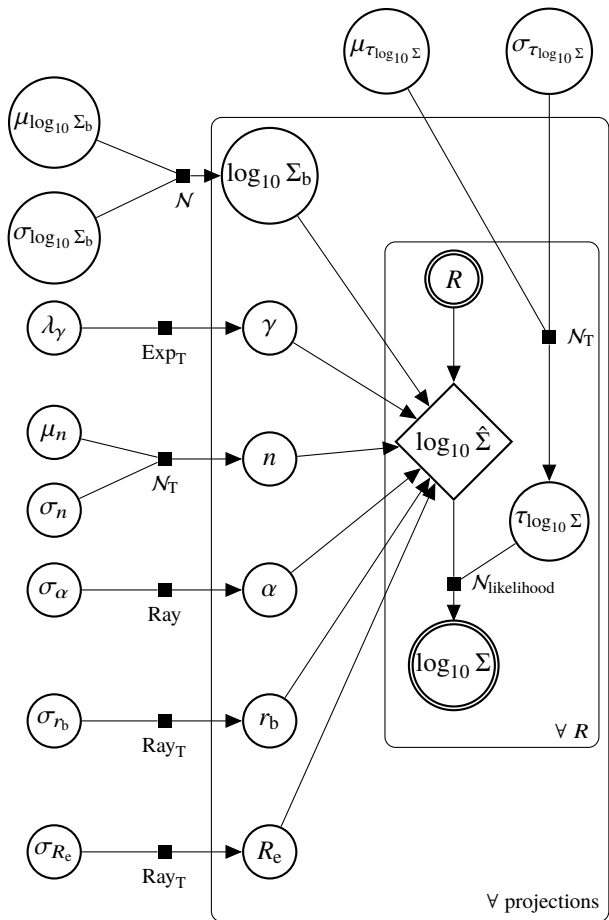 μ_{τ_{log₁₀ Σ}} σ_{τ_{log₁₀ Σ}}
μ_{log₁₀ Σ_b}
log₁₀ Σ_b
𝒩
σ_{log₁₀ Σ_b}
R
λ_γ γ
Exp_T
𝒩_T
μ_n
log₁₀ Σ̂
n
𝒩_T
σ_n
τ_{log₁₀ Σ}
σ_α α
𝒩_likelihood
Ray
log₁₀ Σ
σ_{r_b} r_b
∀ R
Ray_T
σ_{R_e} R_e
Ray_T
∀ projections